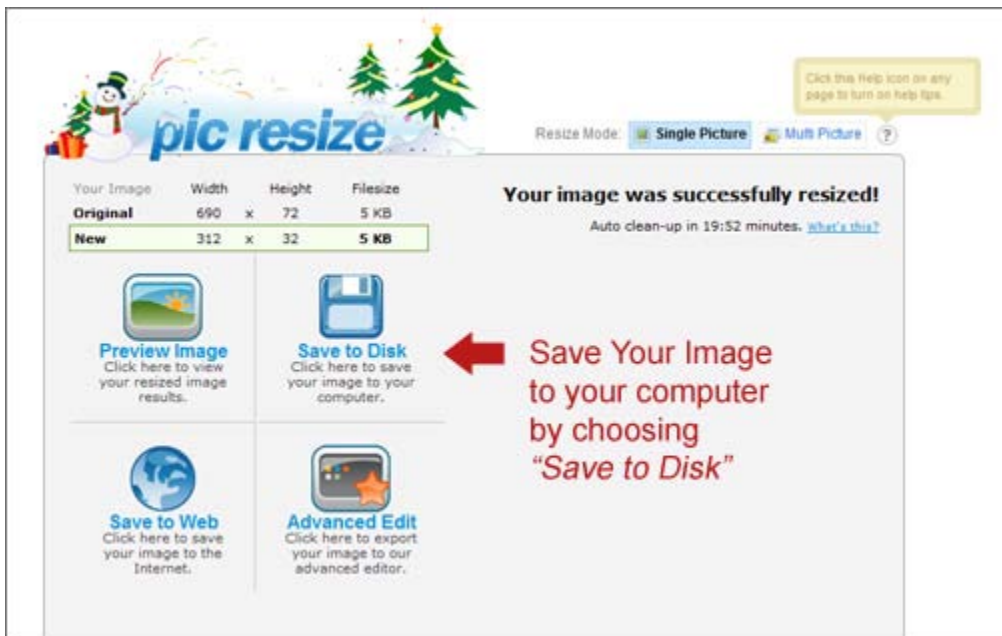 Click this Help icon on any
page to turn on help tips.
pic resize
Resize Mode: Single Picture Multi Picture ?
Your Image Width Height Filesize
Original 690 x 72 5 KB
New 312 x 32 5 KB
Your image was successfully resized!
Auto clean-up in 19:52 minutes. What's this?
Preview Image
Click here to view
your resized image
results.
Save to Disk
Click here to save
your image to your
computer.
Save Your Image
to your computer
by choosing
“Save to Disk”
Save to Web
Click here to save
your image to the
Internet.
Advanced Edit
Click here to export
your image to our
advanced editor.